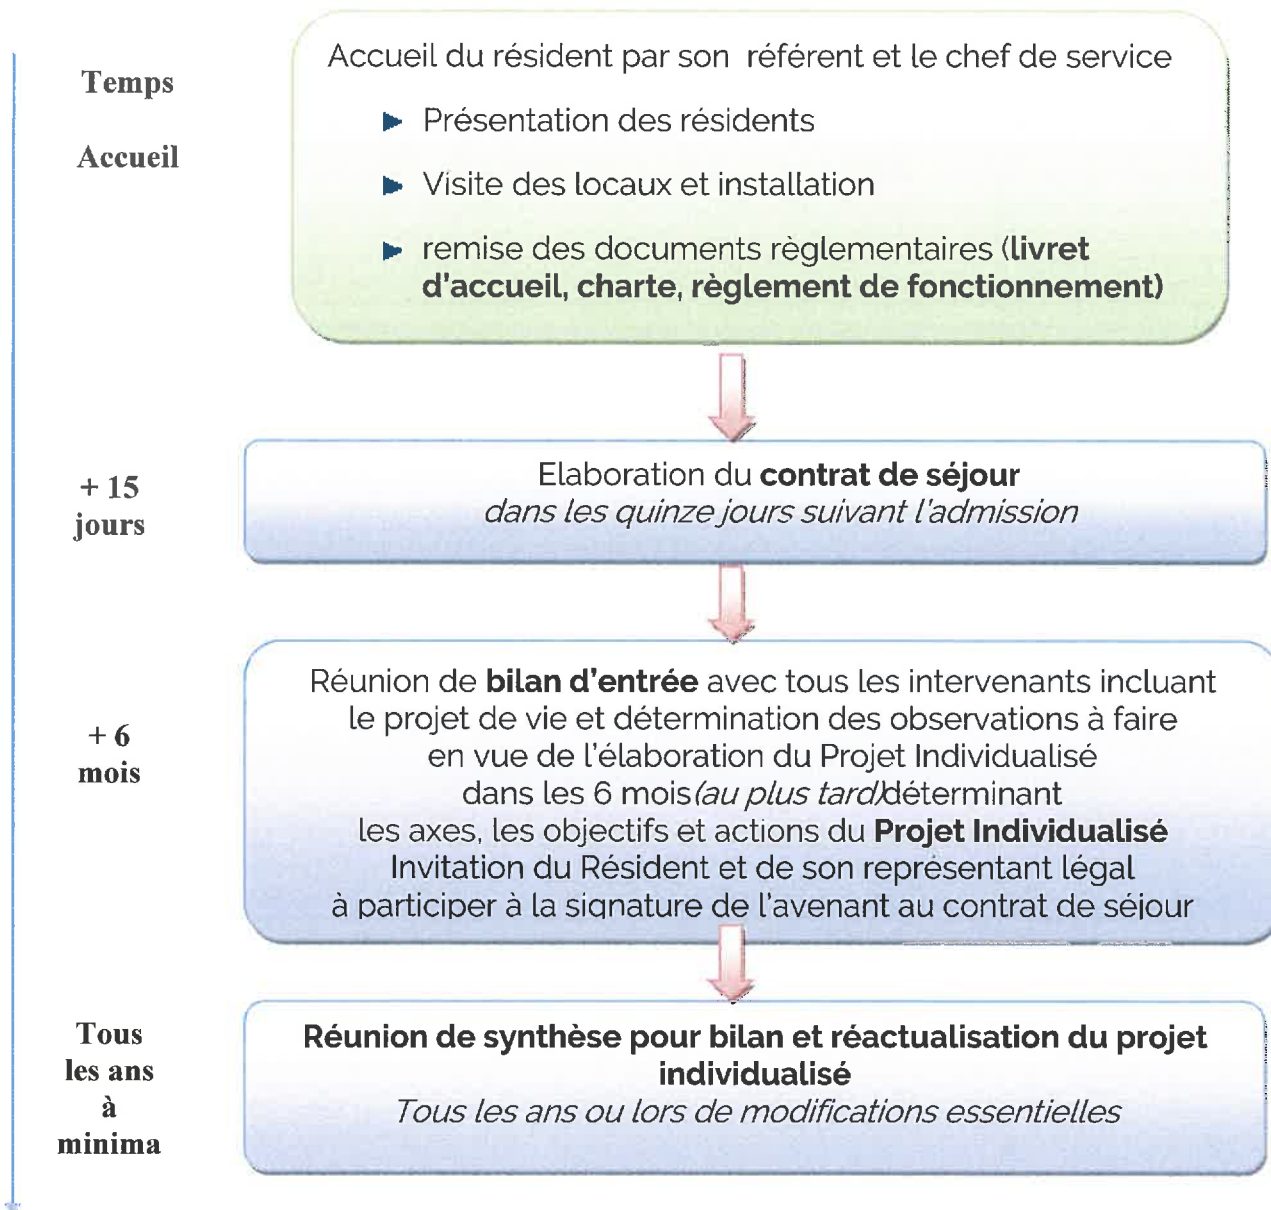 Temps
Accueil
Accueil du résident par son référent et le chef de service
Présentation des résidents
Visite des locaux et installation
remise des documents règlementaires (livret
d'accueil, charte, règlement de fonctionnement)
+ 15
jours
Elaboration du contrat de séjour
dans les quinze jours suivant l'admission
+ 6
mois
Réunion de bilan d'entrée avec tous les intervenants incluant
le projet de vie et détermination des observations à faire
en vue de l'élaboration du Projet Individualisé
dans les 6 mois (au plus tard) déterminant
les axes, les objectifs et actions du Projet Individualisé
Invitation du Résident et de son représentant légal
à participer à la signature de l'avenant au contrat de séjour
Tous
les ans
à
minima
Réunion de synthèse pour bilan et réactualisation du projet
individualisé
Tous les ans ou lors de modifications essentielles